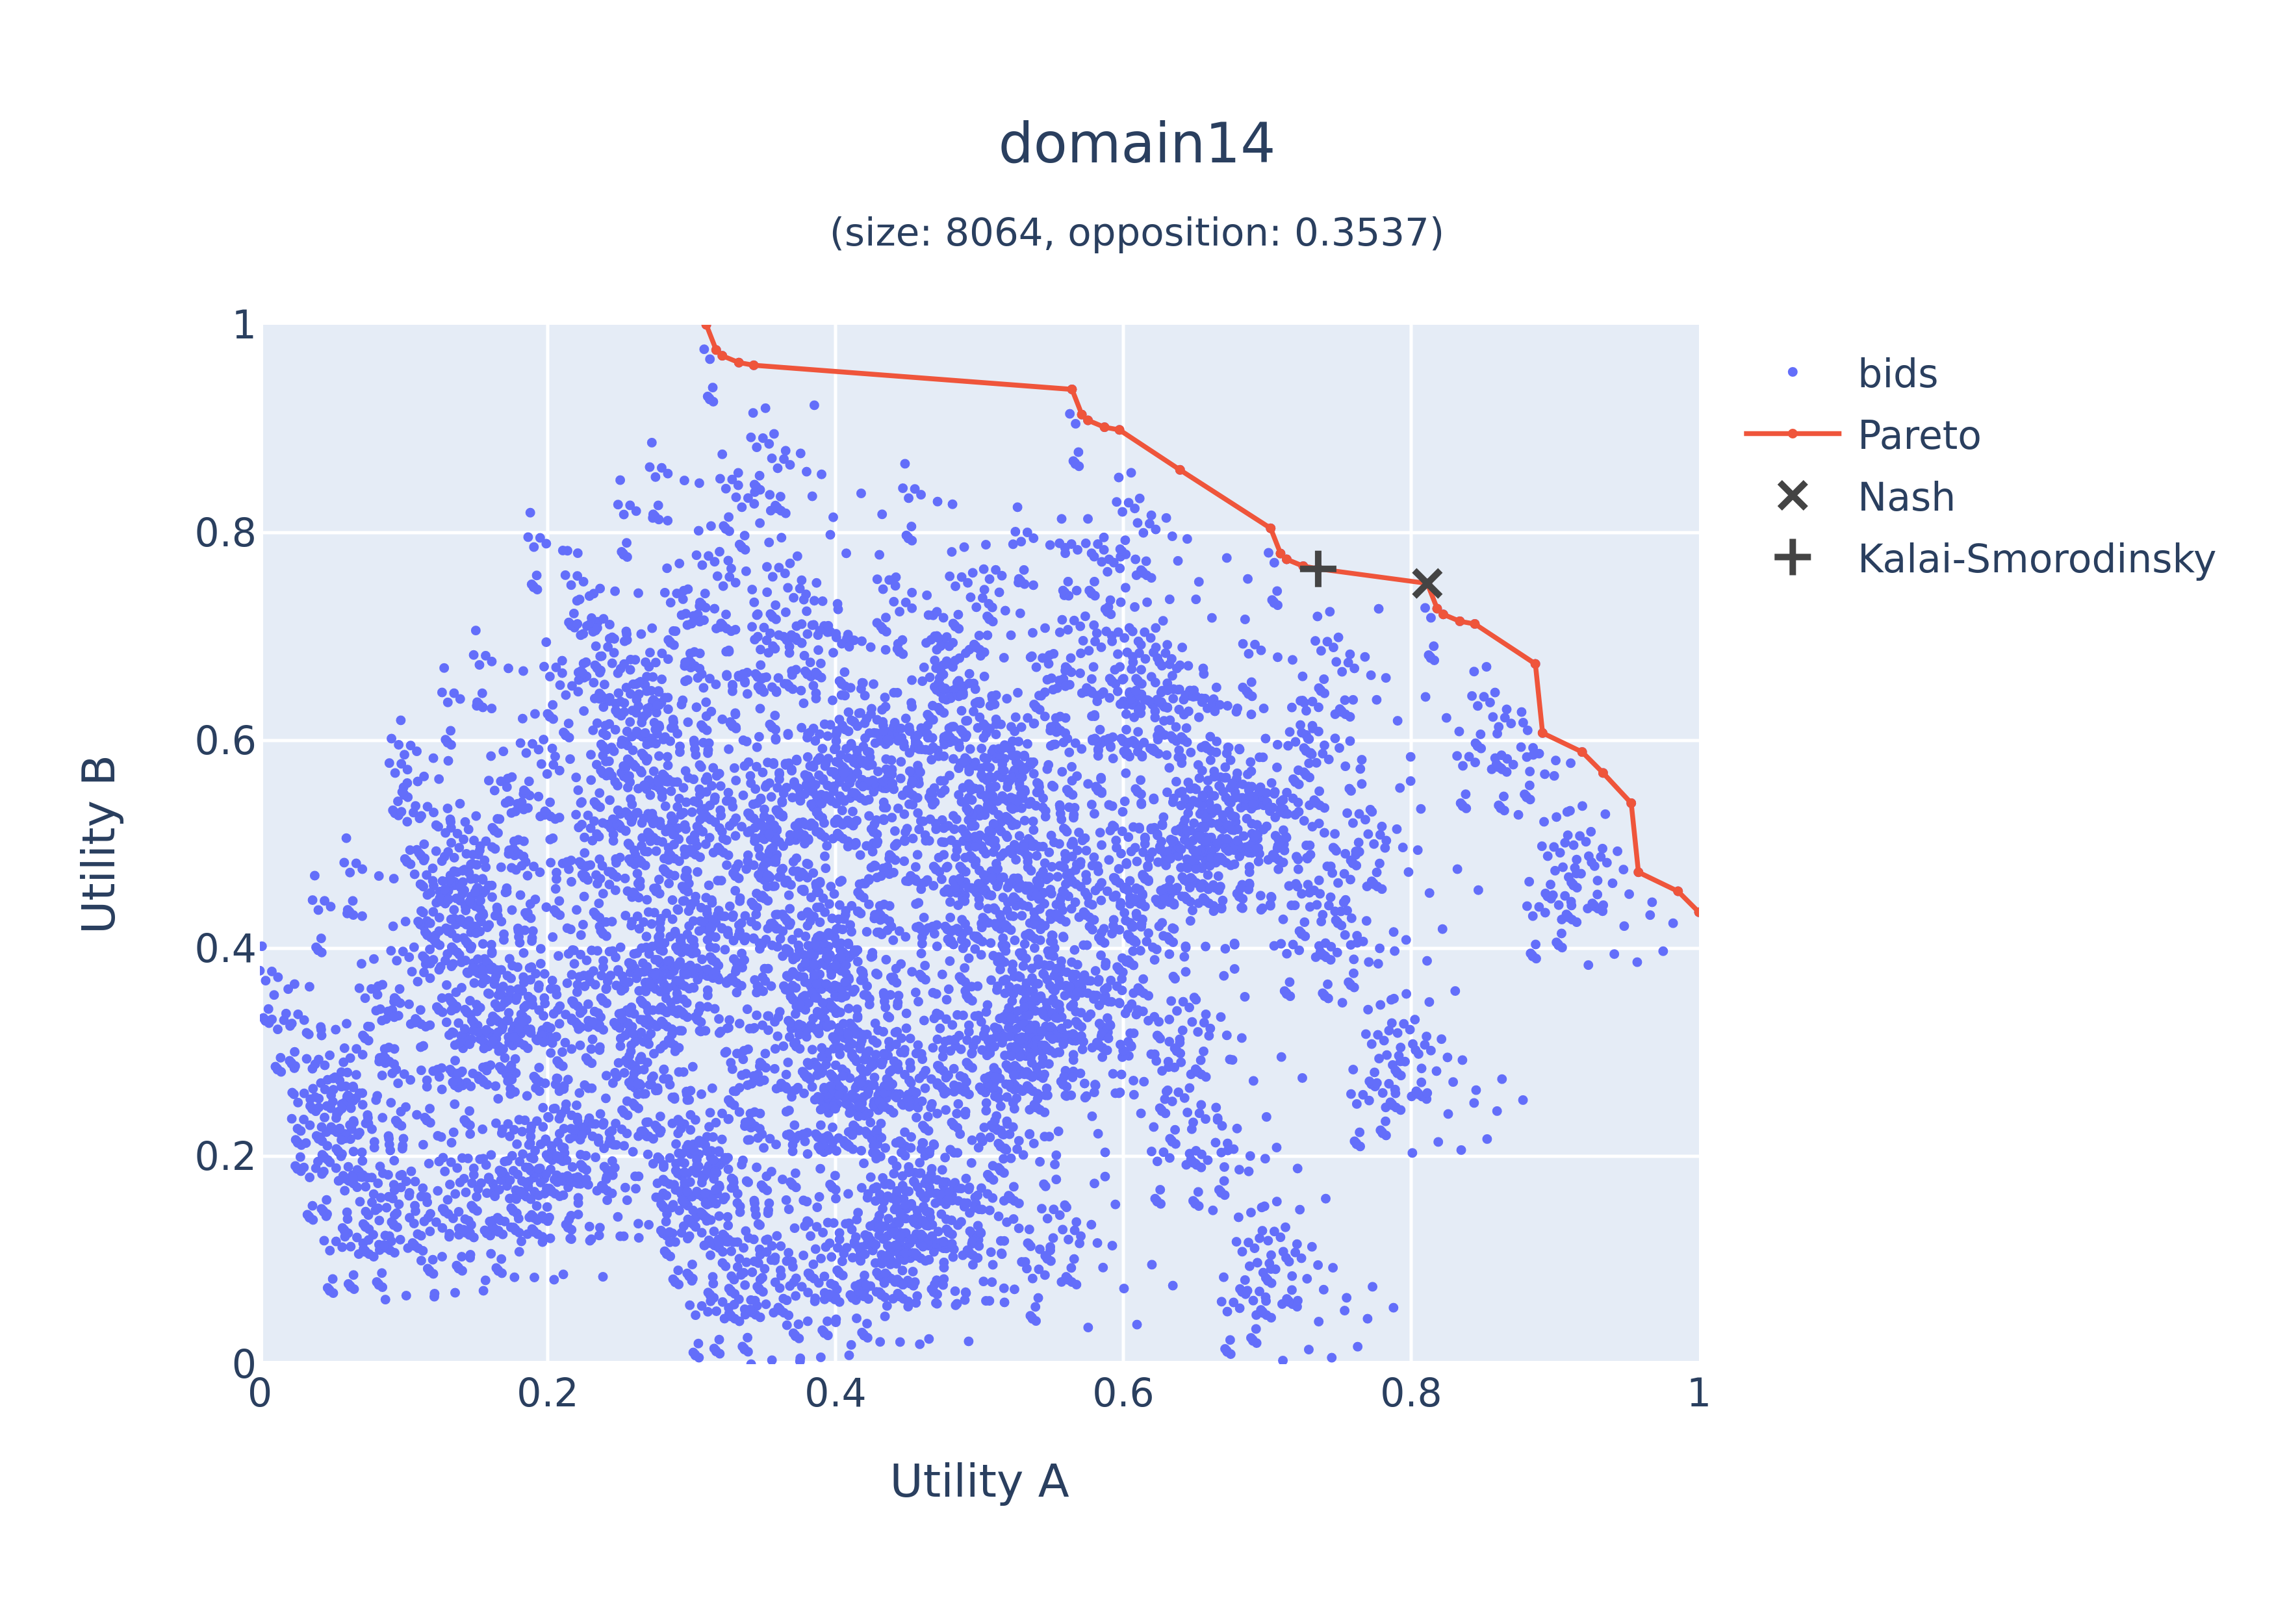 domain14
(size: 8064, opposition: 0.3537)
1
0.8
0.6
0.4
0.2
0
Utility B
0
0.2
0.4
0.6
0.8
1
Utility A
bids
Pareto
Nash
Kalai-Smorodinsky